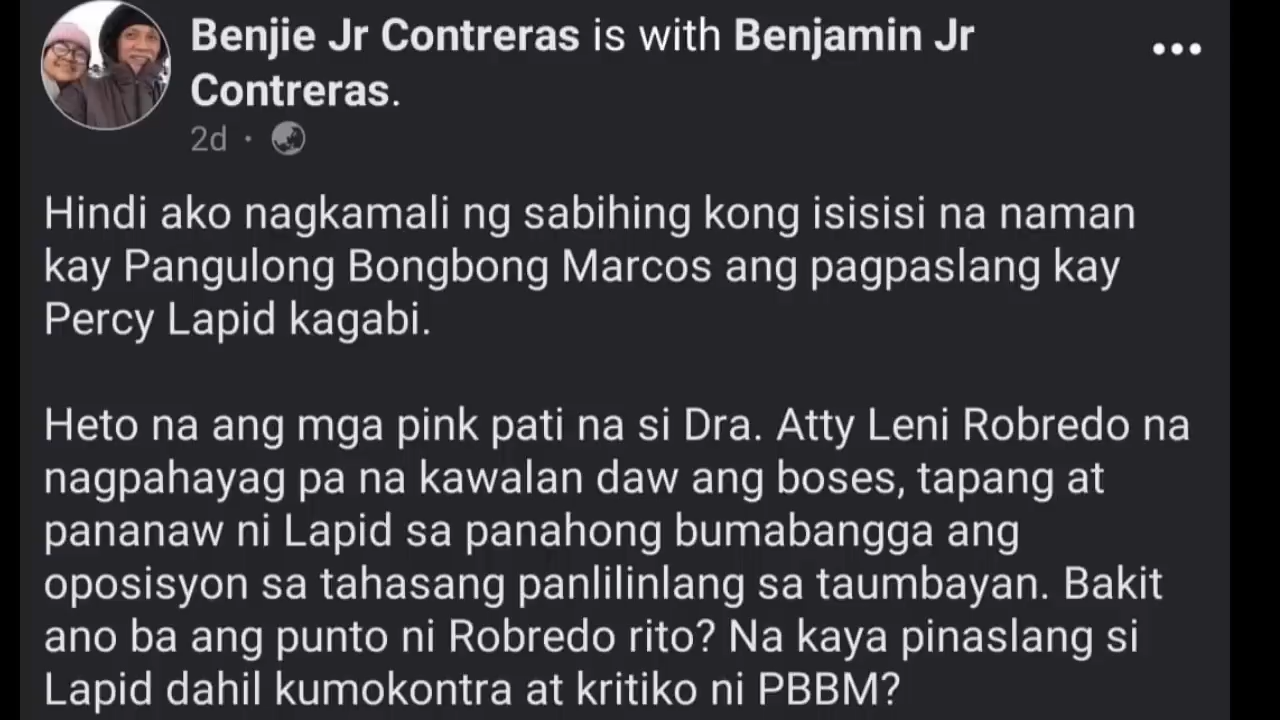 Benjie Jr Contreras is with Benjamin Jr
Contreras.
2d ·
Hindi ako nagkamali ng sabihing kong isisisi na naman
kay Pangulong Bongbong Marcos ang pagpaslang kay
Percy Lapid kagabi.
Heto na ang mga pink pati na si Dra. Atty Leni Robredo na
nagpahayag pa na kawalan daw ang boses, tapang at
pananaw ni Lapid sa panahong bumabangga ang
oposisyon sa tahasang panlilinlang sa taumbayan. Bakit
ano ba ang punto ni Robredo rito? Na kaya pinaslang si
Lapid dahil kumokontra at kritiko ni PBBM?